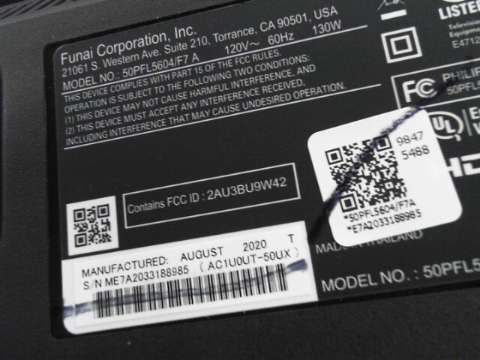 Funai Corporation, Inc.
21061 S. Western Ave. Suite 210, Torrance, CA 90501, USA
MODEL NO.: 50PFL5604/F7 A 120V~ 60Hz 130W
THIS DEVICE COMPLIES WITH PART 15 OF THE FCC RULES.
OPERATION IS SUBJECT TO THE FOLLOWING TWO CONDITIONS:
(1) THIS DEVICE MAY NOT CAUSE HARMFUL INTERFERENCE, AND
(2) THIS DEVICE MUST ACCEPT ANY INTERFERENCE RECEIVED,
INCLUDING INTERFERENCE THAT MAY CAUSE UNDESIRED OPERATION.
LISTE
E4712
FC PHILIP
50PFL
UL
9847
5488
*50PFL5604/F7A
*E7A2033188985
Contains FCC ID : 2AU3BU9W42
MANUFACTURED: AUGUST 2020 T
S/N ME7A2033188985 (AC1U0UT-50UX)
MADE IN THAILAND
MODEL NO. : 50PFL5